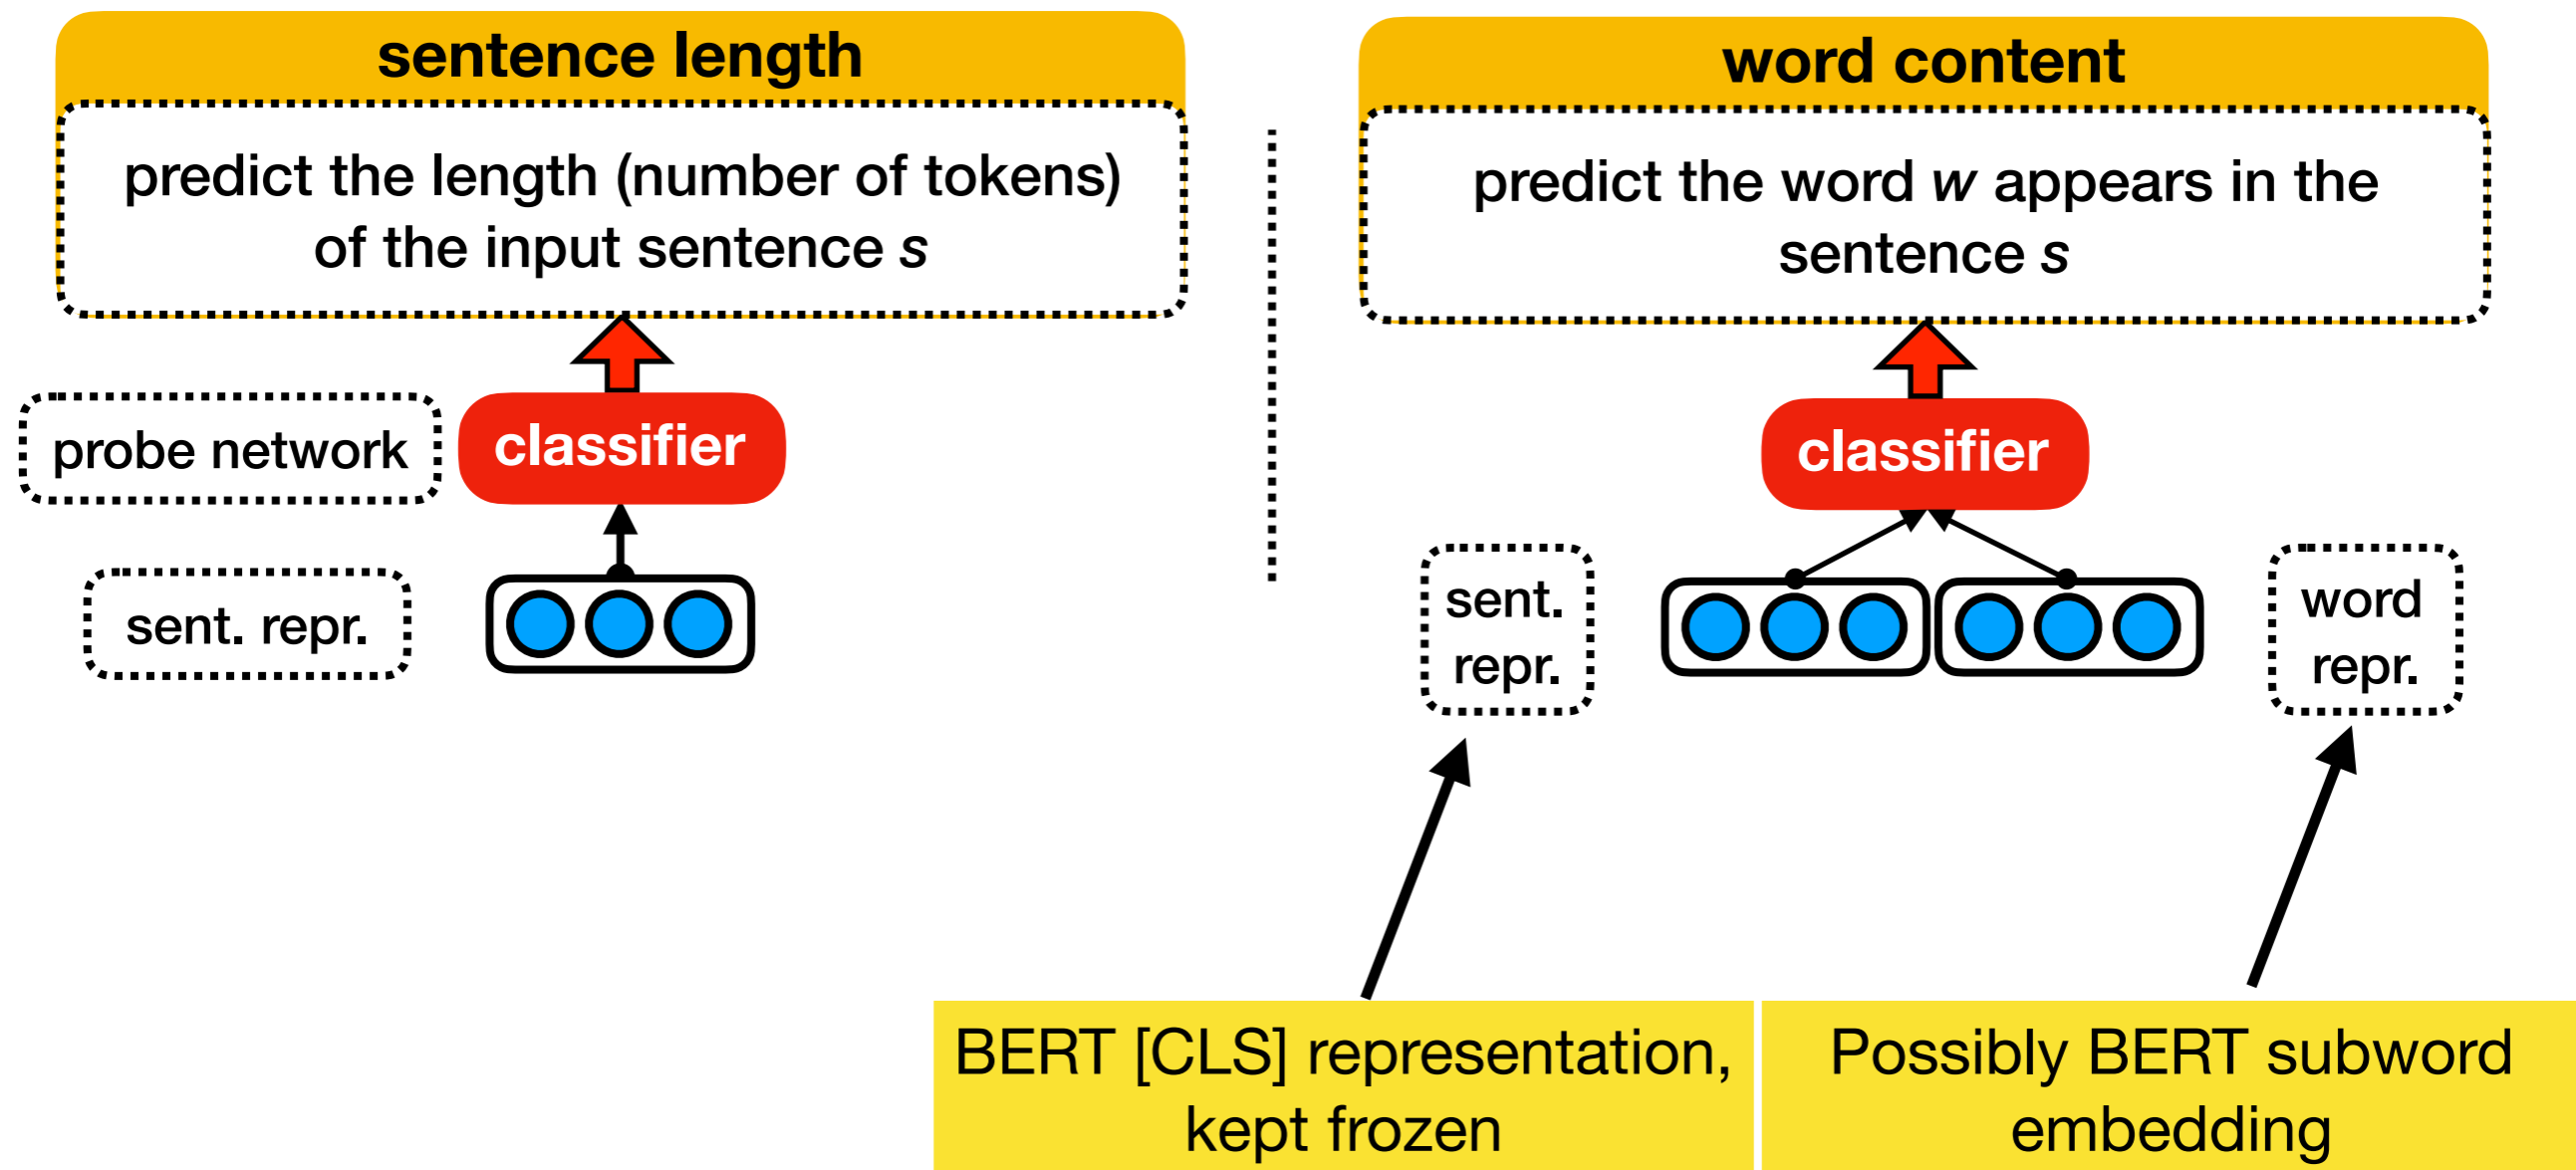 sentence length
predict the length (number of tokens)
of the input sentence s
probe network
classifier
sent. repr.
word content
predict the word w appears in the
sentence s
classifier
sent.
repr.
word
repr.
BERT [CLS] representation,
kept frozen
Possibly BERT subword
embedding